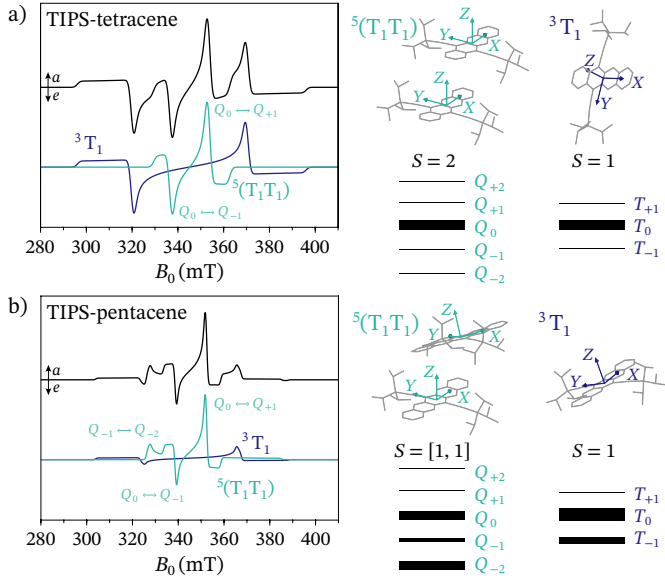 a)
TIPS-tetracene
a
e
Q₀ ↔ Q₊₁
³T₁
⁵(T₁T₁)
Q₀ ↔ Q₋₁
280 300 320 340 360 380 400
B₀ (mT)
⁵(T₁T₁)
Z
Y
X
Z
Y
X
S = 2
Q₊₂
Q₊₁
Q₀
Q₋₁
Q₋₂
³T₁
Z
X
Y
S = 1
T₊₁
T₀
T₋₁
b)
TIPS-pentacene
a
e
Q₀ ↔ Q₊₁
Q₋₁ ↔ Q₋₂
³T₁
Q₀ ↔ Q₋₁
⁵(T₁T₁)
280 300 320 340 360 380 400
B₀ (mT)
⁵(T₁T₁)
Z
Y
X
Z
Y
X
S = [1, 1]
Q₊₂
Q₊₁
Q₀
Q₋₁
Q₋₂
³T₁
Z
Y
X
S = 1
T₊₁
T₀
T₋₁